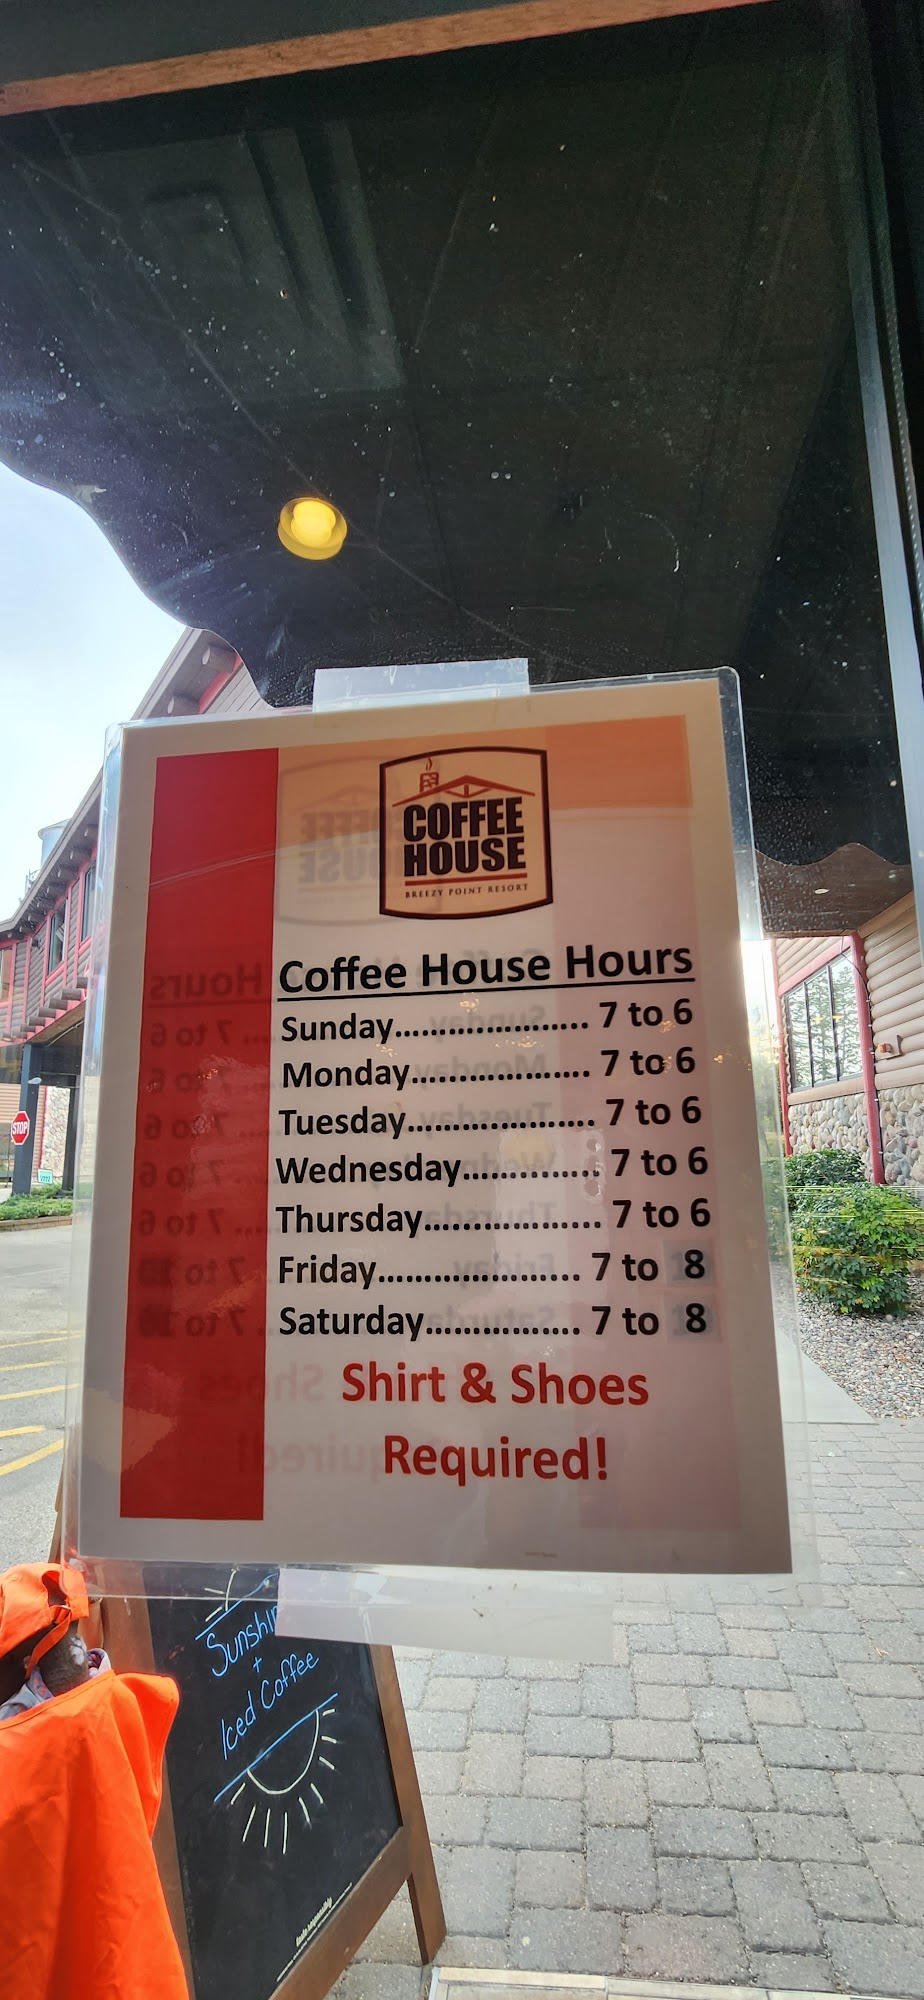 COFFEE
HOUSE
BREEZY POINT RESORT
Coffee House Hours
Sunday..................... 7 to 6
Monday................... 7 to 6
Tuesday.................... 7 to 6
Wednesday............... 7 to 6
Thursday................... 7 to 6
Friday...................... 7 to 8
Saturday................. 7 to 8
Shirt & Shoes
Required!
STOP
Sunshin
+
Iced Coffee